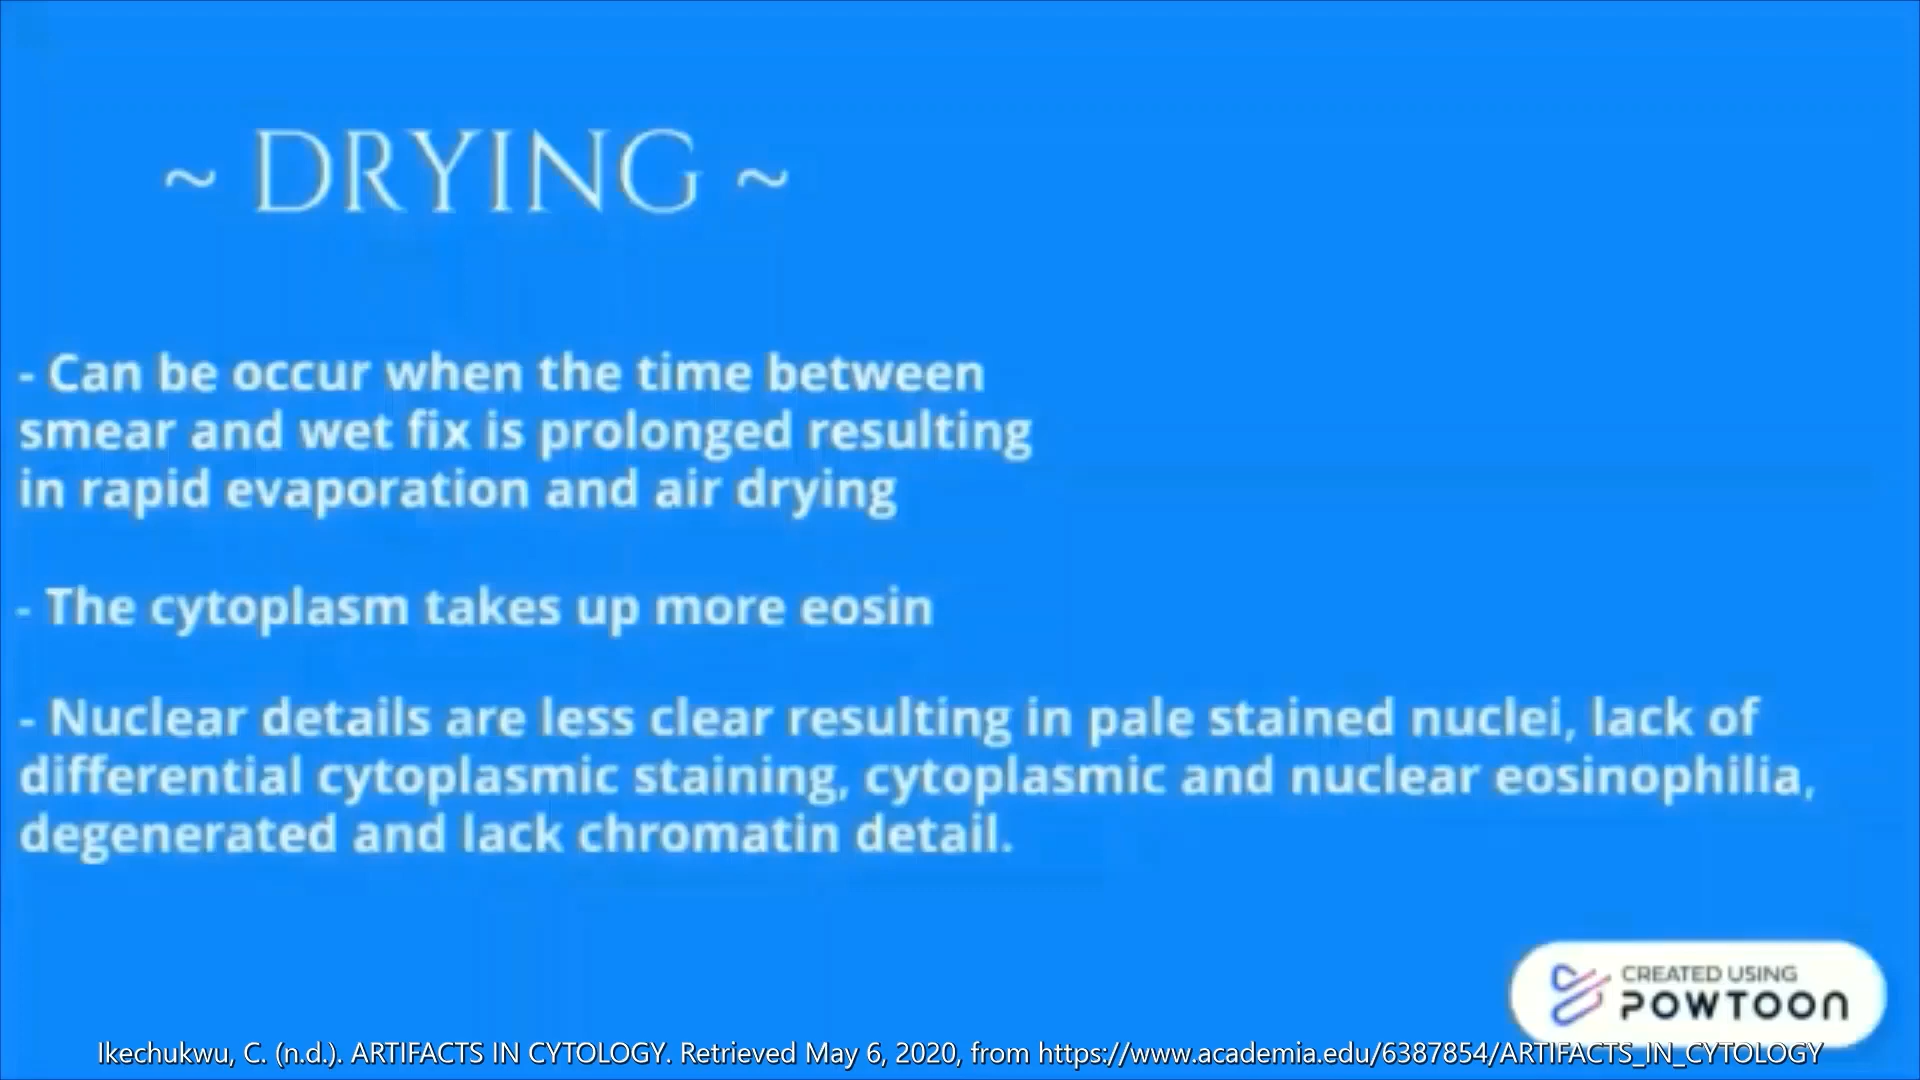 ~ DRYING ~
- Can be occur when the time between
smear and wet fix is prolonged resulting
in rapid evaporation and air drying
- The cytoplasm takes up more eosin
- Nuclear details are less clear resulting in pale stained nuclei, lack of
differential cytoplasmic staining, cytoplasmic and nuclear eosinophilia,
degenerated and lack chromatin detail.
CREATED USING
POWTOON
Ikechukwu, C. (n.d.). ARTIFACTS IN CYTOLOGY. Retrieved May 6, 2020, from https://www.academia.edu/6387854/ARTIFACTS_IN_CYTOLOGY